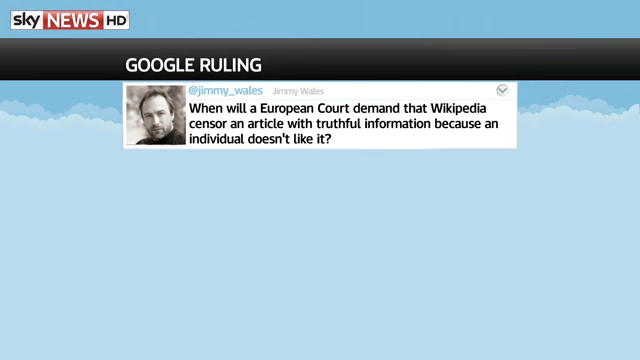 sky NEWS HD
GOOGLE RULING
@jimmy_wales Jimmy Wales
When will a European Court demand that Wikipedia
censor an article with truthful information because an
individual doesn't like it?